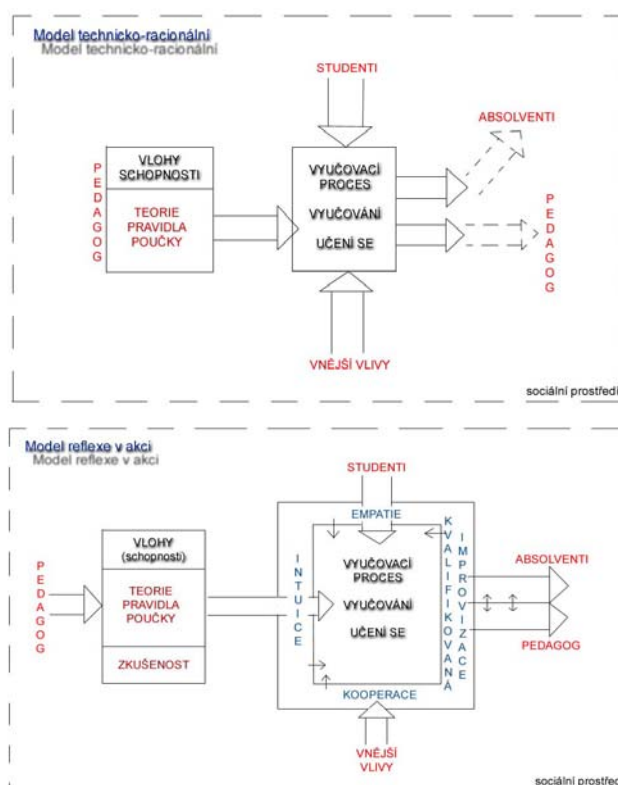 Model technicko-racionální
Model technicko-racionální
STUDENTI
ABSOLVENTI
PEDAGOG
VLOHY
SCHOPNOSTI
TEORIE
PRAVIDLA
POUČKY
VYUČOVACÍ
PROCES
VYUČOVÁNÍ
UČENÍ SE
PEDAGOG
VNĚJŠÍ VLIVY
sociální prostředí
Model reflexe v akci
Model reflexe v akci
STUDENTI
EMPATIE
PEDAGOG
VLOHY
(schopnosti)
TEORIE
PRAVIDLA
POUČKY
ZKUŠENOST
INTUICE
VYUČOVACÍ
PROCES
VYUČOVÁNÍ
UČENÍ SE
KVALIFIKOVANÁ
IMPROVIZACE
ABSOLVENTI
PEDAGOG
KOOPERACE
VNĚJŠÍ
VLIVY
sociální prostřed